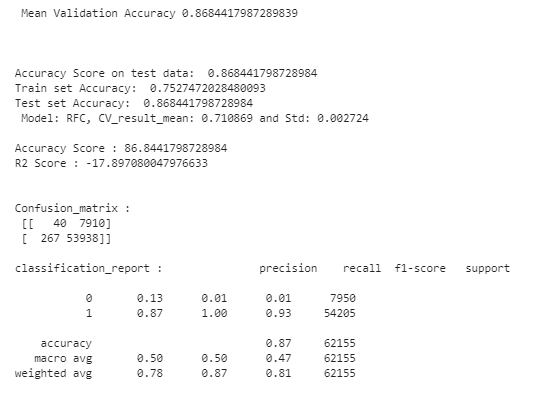 Mean Validation Accuracy 0.8684417987289839
Accuracy Score on test data:  0.868441798728984
Train set Accuracy:  0.7527472028480093
Test set Accuracy:  0.868441798728984
Model: RFC, CV_result_mean: 0.710869 and Std: 0.002724
Accuracy Score : 86.8441798728984
R2 Score : -17.897080047976633
Confusion_matrix :
[[   40  7910]
[  267 53938]]
classification_report :               precision    recall  f1-score   support
0       0.13      0.01      0.01      7950
1       0.87      1.00      0.93     54205
accuracy                           0.87     62155
macro avg       0.50      0.50      0.47     62155
weighted avg       0.78      0.87      0.81     62155